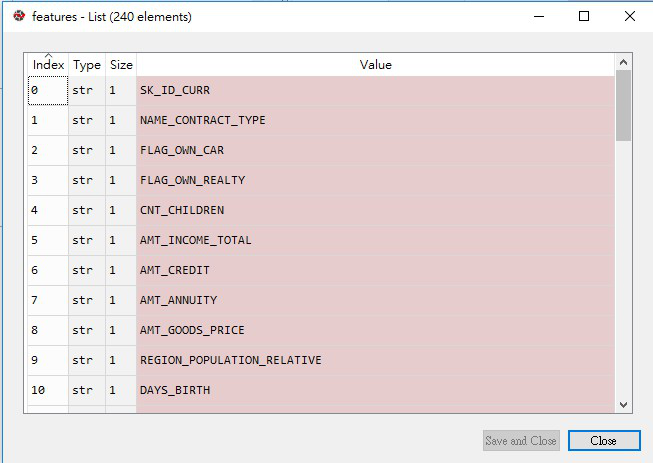 features - List (240 elements)
Index Type Size Value
0 str 1 SK_ID_CURR
1 str 1 NAME_CONTRACT_TYPE
2 str 1 FLAG_OWN_CAR
3 str 1 FLAG_OWN_REALTY
4 str 1 CNT_CHILDREN
5 str 1 AMT_INCOME_TOTAL
6 str 1 AMT_CREDIT
7 str 1 AMT_ANNUITY
8 str 1 AMT_GOODS_PRICE
9 str 1 REGION_POPULATION_RELATIVE
10 str 1 DAYS_BIRTH
Save and Close Close